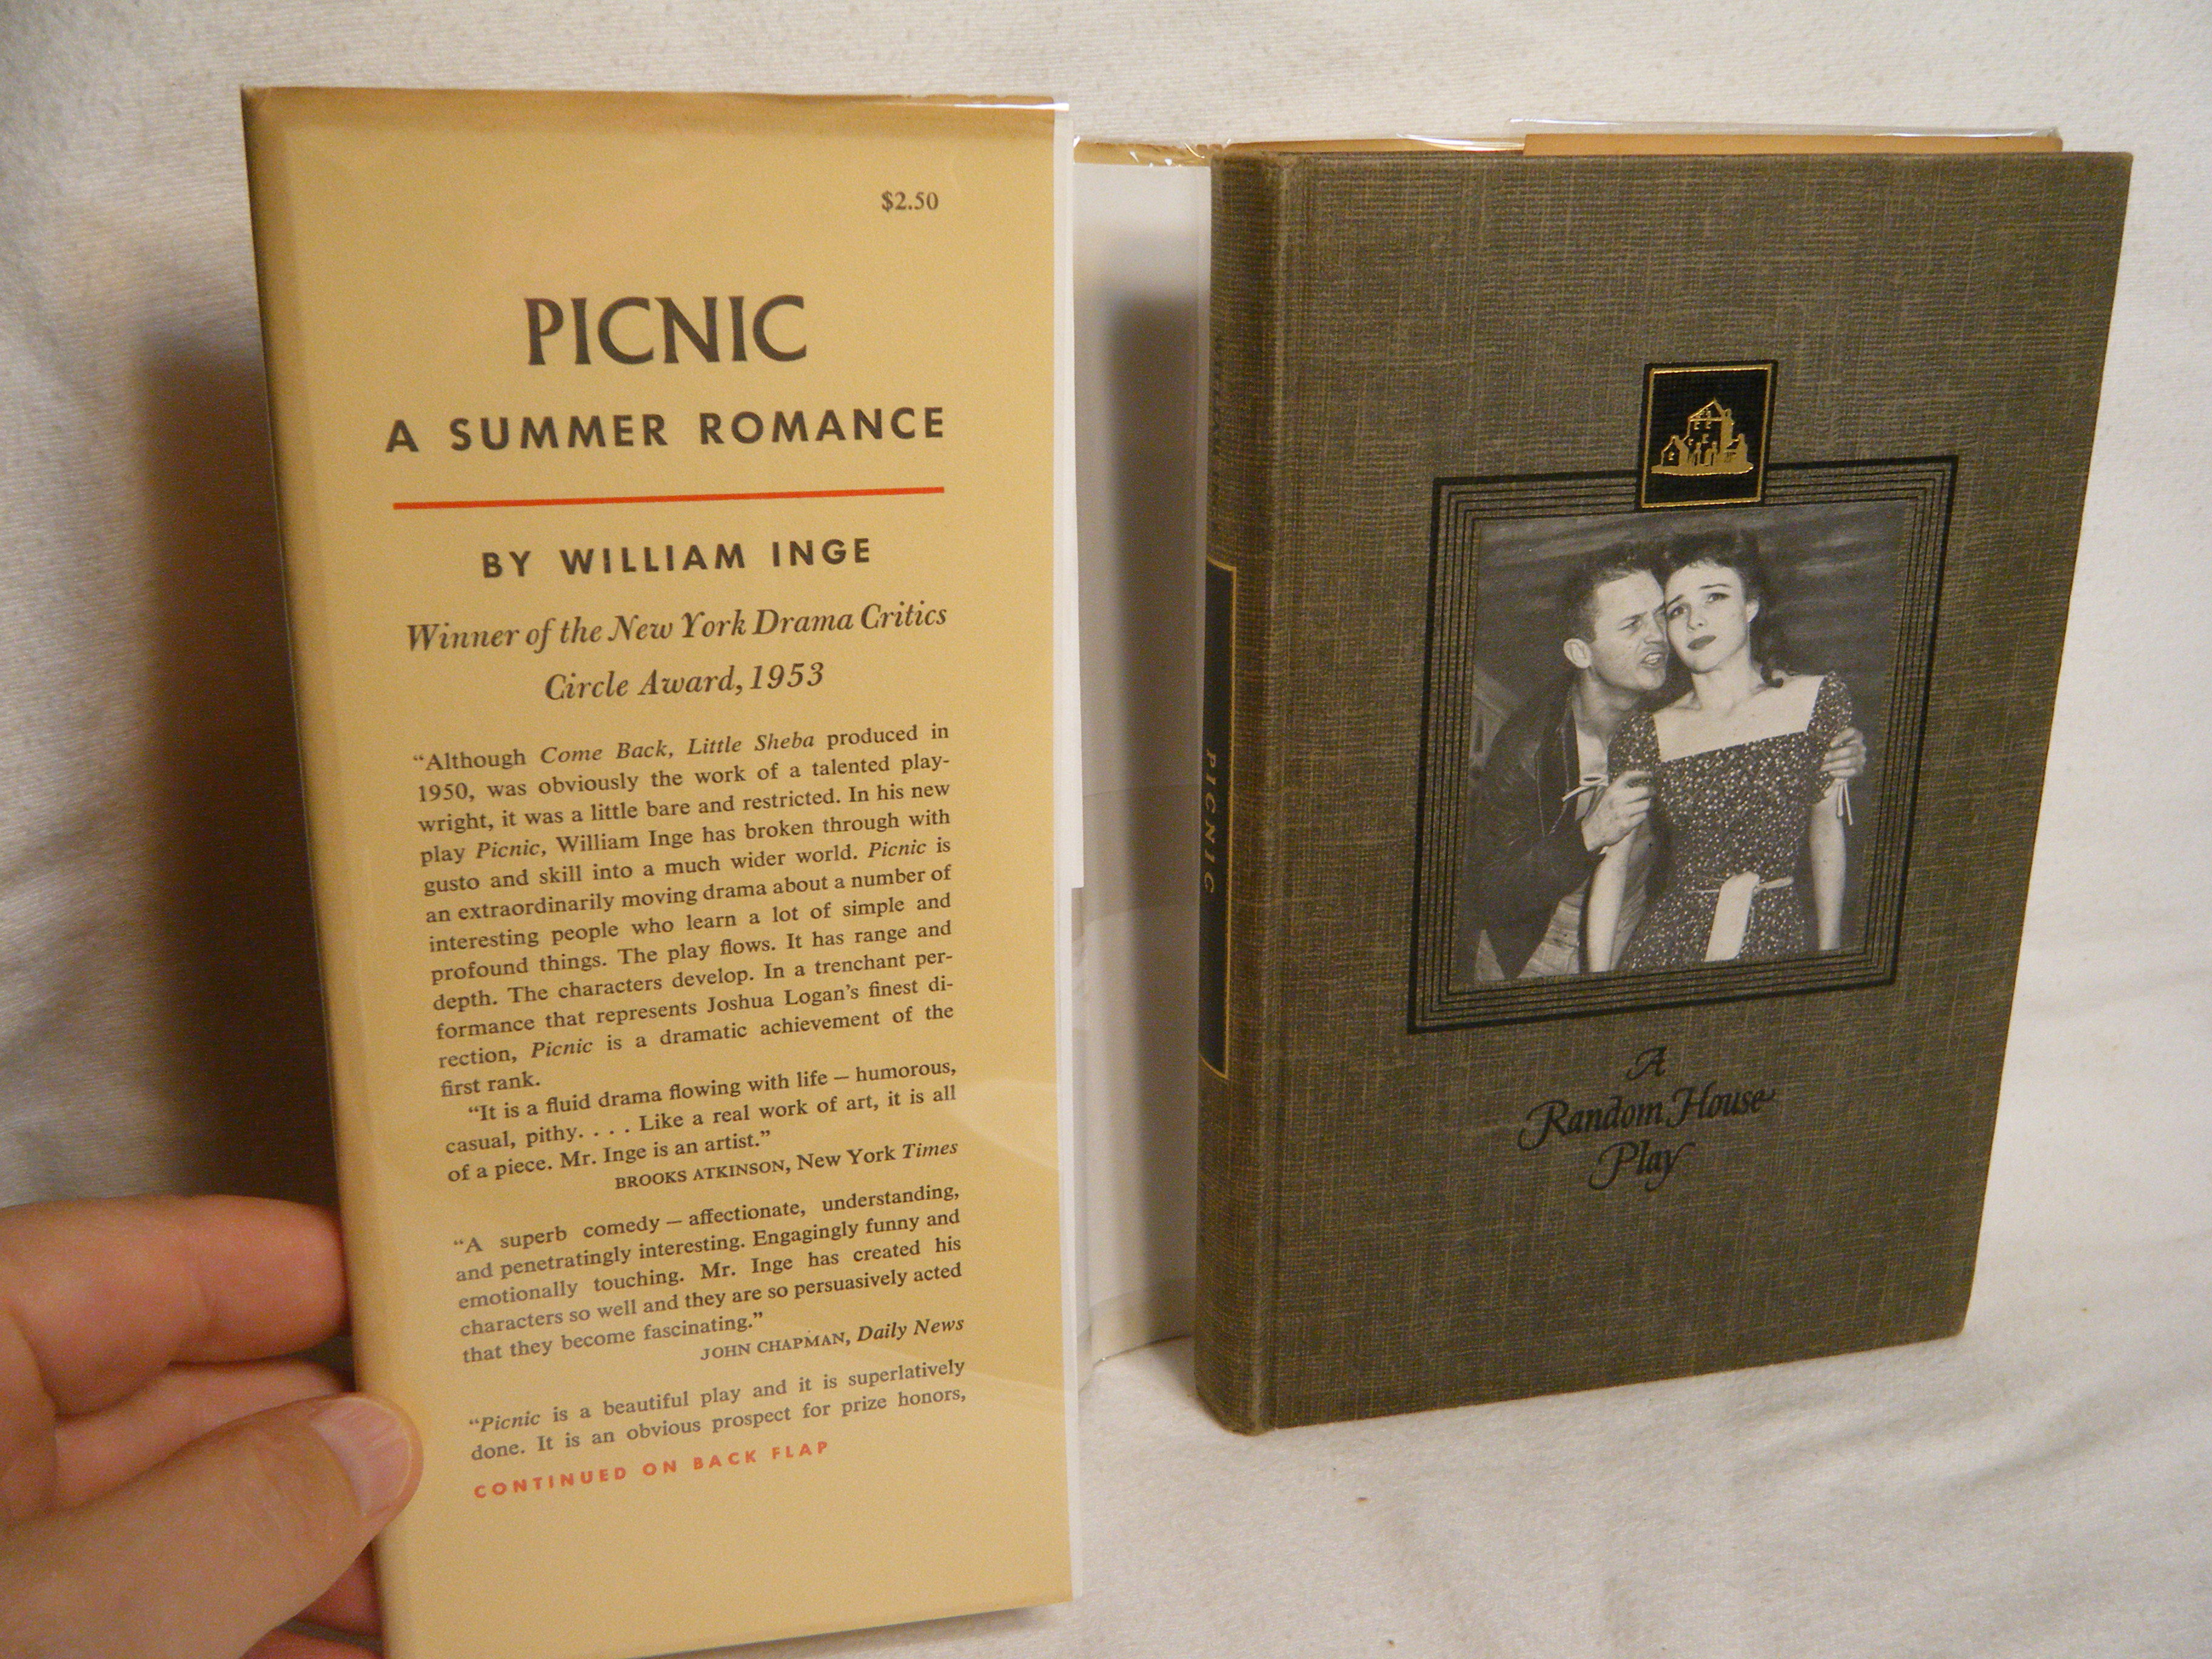 $2.50
PICNIC
A SUMMER ROMANCE
BY WILLIAM INGE
Winner of the New York Drama Critics
Circle Award, 1953
“Although Come Back, Little Sheba produced in
1950, was obviously the work of a talented play-
wright, it was a little bare and restricted. In his new
play Picnic, William Inge has broken through with
gusto and skill into a much wider world. Picnic is
an extraordinarily moving drama about a number of
interesting people who learn a lot of simple and
profound things. The play flows. It has range and
depth. The characters develop. In a trenchant per-
formance that represents Joshua Logan’s finest di-
rection, Picnic is a dramatic achievement of the
first rank.
“It is a fluid drama flowing with life — humorous,
casual, pithy. . . . Like a real work of art, it is all
of a piece. Mr. Inge is an artist.”
BROOKS ATKINSON, New York Times
“A superb comedy — affectionate, understanding,
and penetratingly interesting. Engagingly funny and
emotionally touching. Mr. Inge has created his
characters so well and they are so persuasively acted
that they become fascinating.”
JOHN CHAPMAN, Daily News
“Picnic is a beautiful play and it is superlatively
done. It is an obvious prospect for prize honors,
CONTINUED ON BACK FLAP
PICNIC
A
Random House
Play